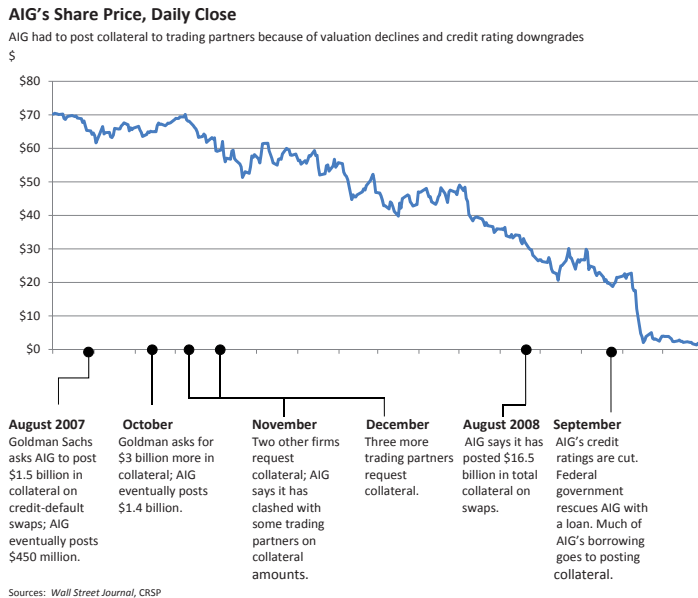 AIG's Share Price, Daily Close
AIG had to post collateral to trading partners because of valuation declines and credit rating downgrades
$
$80
$70
$60
$50
$40
$30
$20
$10
$0
August 2007
Goldman Sachs
asks AIG to post
$1.5 billion in
collateral on
credit-default
swaps; AIG
eventually posts
$450 million.
October
Goldman asks for
$3 billion more in
collateral; AIG
eventually posts
$1.4 billion.
November
Two other firms
request
collateral; AIG
says it has
clashed with
some trading
partners on
collateral
amounts.
December
Three more
trading partners
request
collateral.
August 2008
AIG says it has
posted $16.5
billion in total
collateral on
swaps.
September
AIG's credit
ratings are cut.
Federal
government
rescues AIG with
a loan. Much of
AIG's borrowing
goes to posting
collateral.
Sources: Wall Street Journal, CRSP